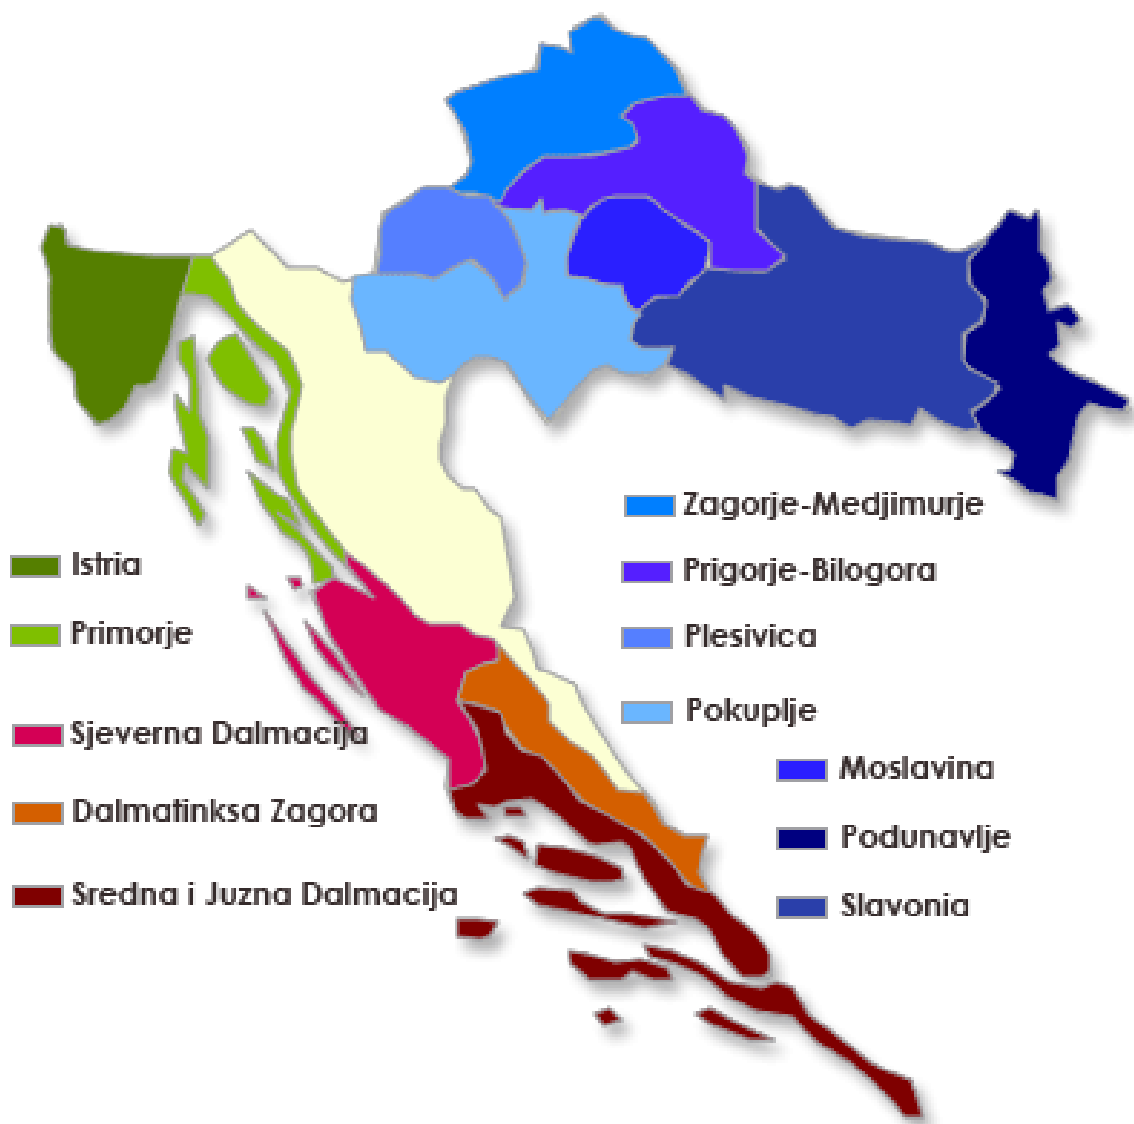 Zagorje-Medjimurje
Istria
Prigorje-Bilogora
Primorje
Plesivica
Pokuplje
Sjeverna Dalmacija
Moslavina
Dalmatinksa Zagora
Podunavlje
Sredna i Juzna Dalmacija
Slavonia